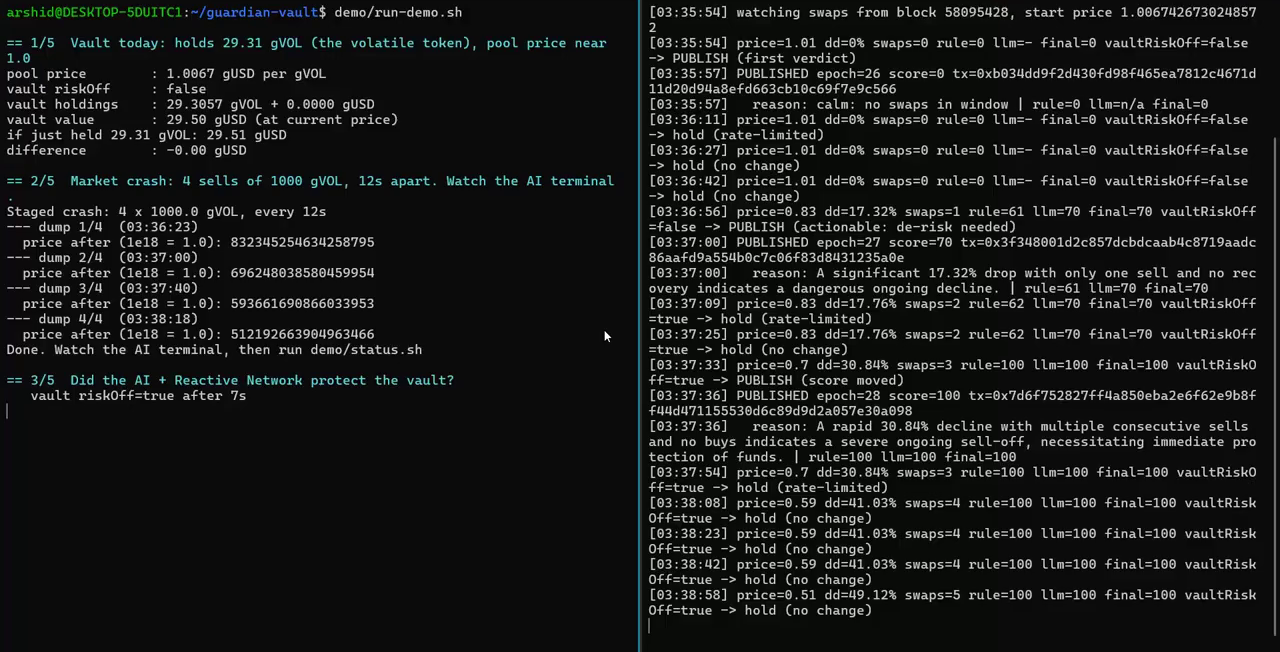 arshid@DESKTOP-5DUITC1:~/guardian-vault$ demo/run-demo.sh

== 1/5  Vault today: holds 29.31 gVOL (the volatile token), pool price near
1.0
pool price          : 1.0067 gUSD per gVOL
vault riskOff       : false
vault holdings      : 29.3057 gVOL + 0.0000 gUSD
vault value         : 29.50 gUSD (at current price)
if just held 29.31 gVOL: 29.51 gUSD
difference          : -0.00 gUSD

== 2/5  Market crash: 4 sells of 1000 gVOL, 12s apart. Watch the AI terminal
.
Staged crash: 4 x 1000.0 gVOL, every 12s
--- dump 1/4  (03:36:23)
  price after (1e18 = 1.0): 832345254634258795
--- dump 2/4  (03:37:00)
  price after (1e18 = 1.0): 696248038580459954
--- dump 3/4  (03:37:40)
  price after (1e18 = 1.0): 593661690866033953
--- dump 4/4  (03:38:18)
  price after (1e18 = 1.0): 512192663904963466
Done. Watch the AI terminal, then run demo/status.sh

== 3/5  Did the AI + Reactive Network protect the vault?
   vault riskOff=true after 7s

[03:35:54] watching swaps from block 58095428, start price 1.006742673024857
2
[03:35:54] price=1.01 dd=0% swaps=0 rule=0 llm=- final=0 vaultRiskOff=false
-> PUBLISH (first verdict)
[03:35:57] PUBLISHED epoch=26 score=0 tx=0xb034dd9f2d430fd98f465ea7812c4671d
11d20d94a8efd663cb10c69f7e9c566
[03:35:57]   reason: calm: no swaps in window | rule=0 llm=n/a final=0
[03:36:11] price=1.01 dd=0% swaps=0 rule=0 llm=- final=0 vaultRiskOff=false
-> hold (rate-limited)
[03:36:27] price=1.01 dd=0% swaps=0 rule=0 llm=- final=0 vaultRiskOff=false
-> hold (no change)
[03:36:42] price=1.01 dd=0% swaps=0 rule=0 llm=- final=0 vaultRiskOff=false
-> hold (no change)
[03:36:56] price=0.83 dd=17.32% swaps=1 rule=61 llm=70 final=70 vaultRiskOff
=false -> PUBLISH (actionable: de-risk needed)
[03:37:00] PUBLISHED epoch=27 score=70 tx=0x3f348001d2c857dcbdcaab4c8719aadc
86aafd9a554b0c7c06f83d8431235a0e
[03:37:00]   reason: A significant 17.32% drop with only one sell and no rec
overy indicates a dangerous ongoing decline. | rule=61 llm=70 final=70
[03:37:09] price=0.83 dd=17.76% swaps=2 rule=62 llm=70 final=70 vaultRiskOff
=true -> hold (rate-limited)
[03:37:25] price=0.83 dd=17.76% swaps=2 rule=62 llm=70 final=70 vaultRiskOff
=true -> hold (no change)
[03:37:33] price=0.7 dd=30.84% swaps=3 rule=100 llm=100 final=100 vaultRiskO
ff=true -> PUBLISH (score moved)
[03:37:36] PUBLISHED epoch=28 score=100 tx=0x7d6f752827ff4a850eba2e6f62e9b8f
f44d471155530d6c89d9d2a057e30a098
[03:37:36]   reason: A rapid 30.84% decline with multiple consecutive sells
and no buys indicates a severe ongoing sell-off, necessitating immediate pro
tection of funds. | rule=100 llm=100 final=100
[03:37:54] price=0.7 dd=30.84% swaps=3 rule=100 llm=100 final=100 vaultRiskO
ff=true -> hold (rate-limited)
[03:38:08] price=0.59 dd=41.03% swaps=4 rule=100 llm=100 final=100 vaultRisk
Off=true -> hold (no change)
[03:38:23] price=0.59 dd=41.03% swaps=4 rule=100 llm=100 final=100 vaultRisk
Off=true -> hold (no change)
[03:38:42] price=0.59 dd=41.03% swaps=4 rule=100 llm=100 final=100 vaultRisk
Off=true -> hold (no change)
[03:38:58] price=0.51 dd=49.12% swaps=5 rule=100 llm=100 final=100 vaultRisk
Off=true -> hold (no change)